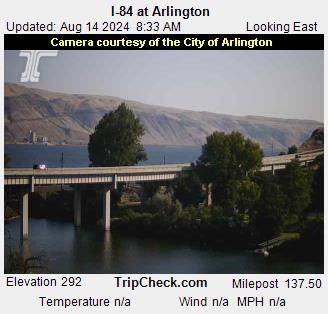 I-84 at Arlington
Updated: Aug 14 2024 8:33 AM Looking East
Camera courtesy of the City of Arlington
Elevation 292 TripCheck.com Milepost 137.50
Temperature n/a Wind n/a MPH n/a